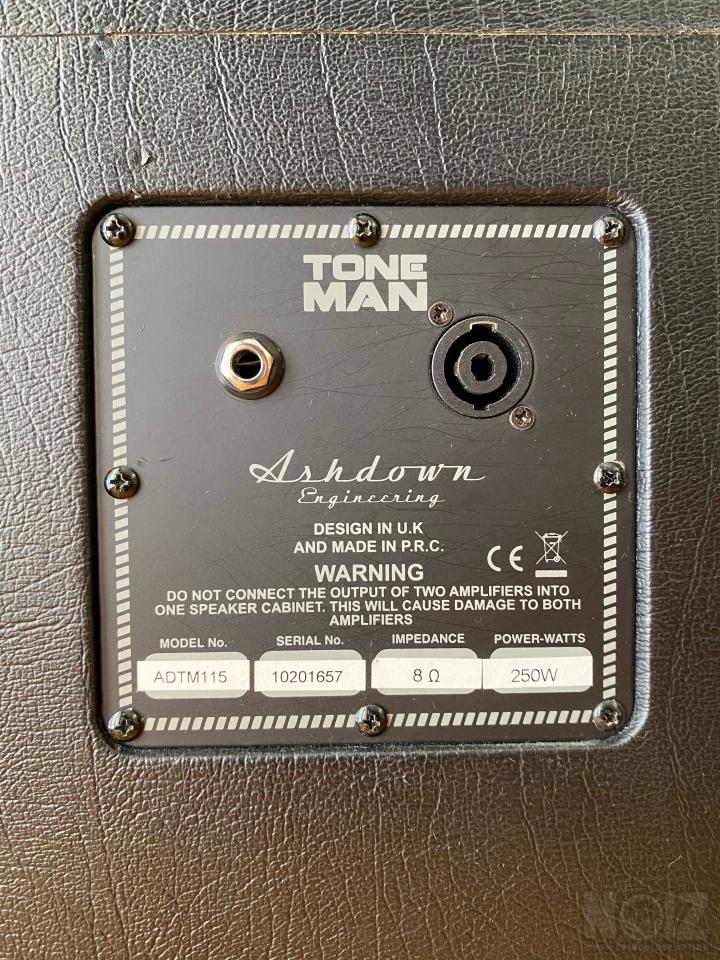 TONE
MAN
Ashdown
Engineering
DESIGN IN U.K
AND MADE IN P.R.C.
CE
WARNING
DO NOT CONNECT THE OUTPUT OF TWO AMPLIFIERS INTO
ONE SPEAKER CABINET. THIS WILL CAUSE DAMAGE TO BOTH
AMPLIFIERS
MODEL No. SERIAL No. IMPEDANCE POWER-WATTS
ADTM115 10201657 8 Ω 250W
NOIZ